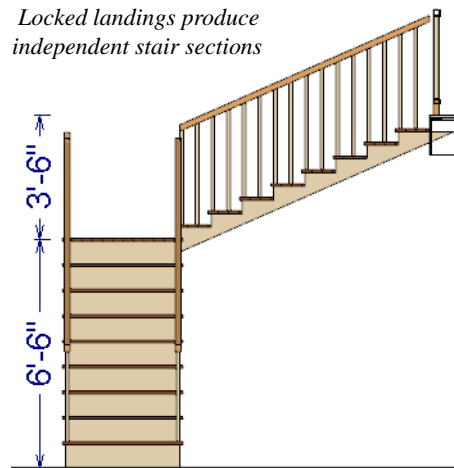 Locked landings produce
independent stair sections
3'-6"
6'-6"